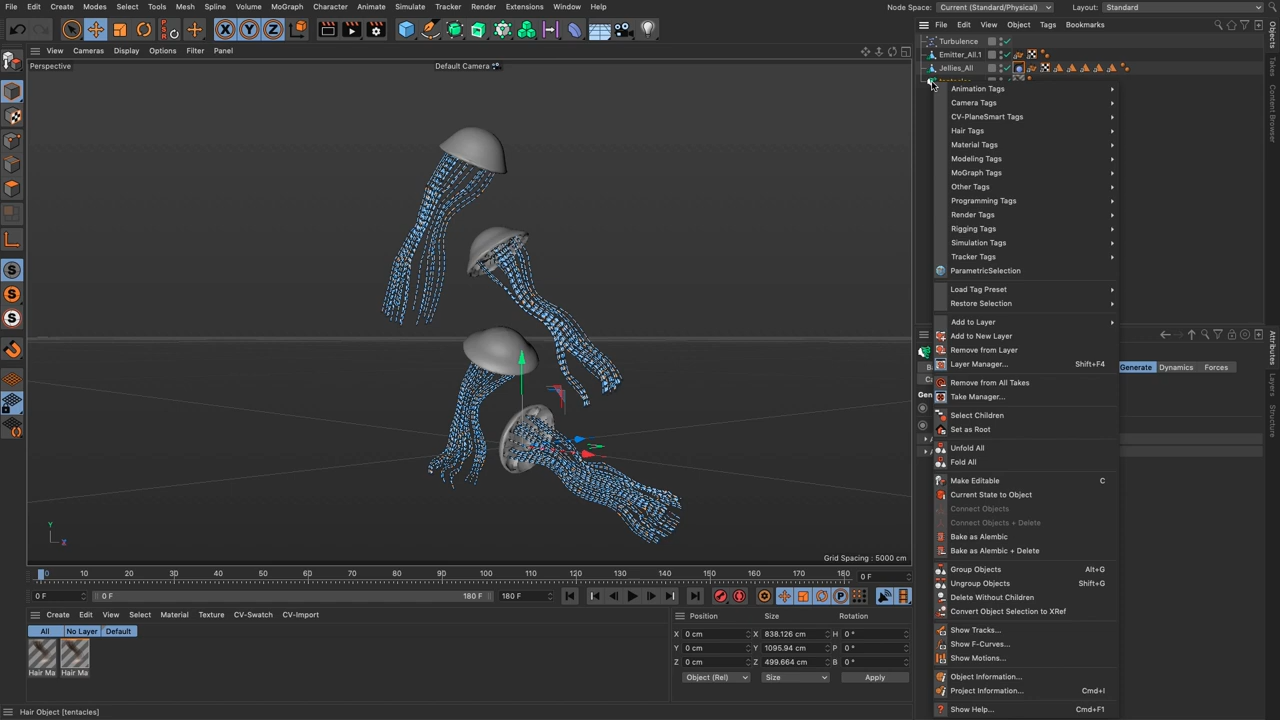 File Edit Create Modes Select Tools Mesh Spline Volume MoGraph Character Animate Simulate Tracker Render Extensions Window Help Node Space: Current (Standard/Physical) Layout: Standard
File Edit View Object Tags Bookmarks
View Cameras Display Options Filter Panel
Perspective Default Camera
Turbulence
Emitter_All.1
Jellies_All
Animation Tags
Camera Tags
CV-PlaneSmart Tags
Hair Tags
Material Tags
Modeling Tags
MoGraph Tags
Other Tags
Programming Tags
Render Tags
Rigging Tags
Simulation Tags
Tracker Tags
ParametricSelection
Load Tag Preset
Restore Selection
Add to Layer
Add to New Layer
Remove from Layer
Layer Manager... Shift+F4
Remove from All Takes
Take Manager...
Select Children
Set as Root
Unfold All
Fold All
Make Editable C
Current State to Object
Connect Objects
Connect Objects + Delete
Bake as Alembic
Bake as Alembic + Delete
Group Objects Alt+G
Ungroup Objects Shift+G
Delete Without Children
Convert Object Selection to XRef
Show Tracks...
Show F-Curves...
Show Motions...
Object Information...
Project Information... Cmd+I
Show Help... Cmd+F1
Generate Dynamics Forces
Objects
Takes
Content Browser
Attributes
Layers
Structure
Y
Z
Grid Spacing : 5000 cm
0 10 20 30 40 50 60 70 80 90 100 110 120 130 140 150 160 170 180 0 F
0 F 0 F 180 F 180 F
Create Edit View Select Material Texture CV-Swatch CV-Import
All No Layer Default
Hair Ma Hair Ma
Position Size Rotation
X 0 cm X 838.126 cm H 0 °
Y 0 cm Y 1095.94 cm P 0 °
Z 0 cm Z 499.664 cm B 0 °
Object (Rel) Size Apply
Hair Object [tentacles]